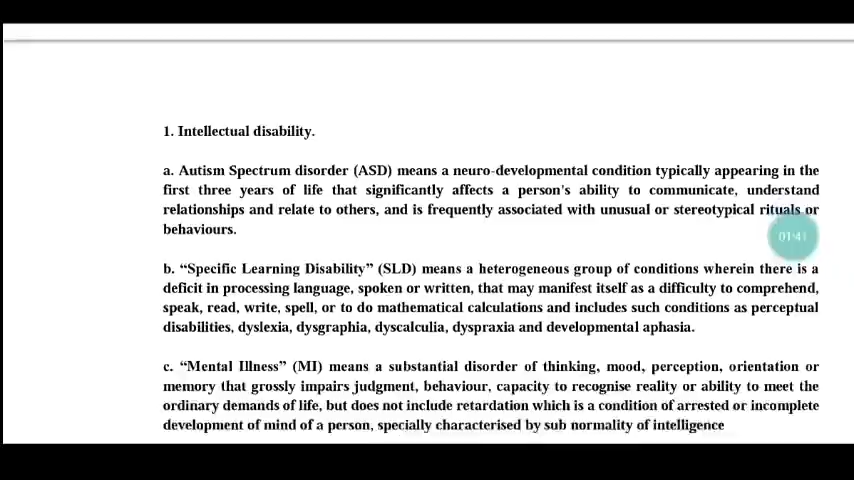 1. Intellectual disability.
a. Autism Spectrum disorder (ASD) means a neuro-developmental condition typically appearing in the
first three years of life that significantly affects a person's ability to communicate, understand
relationships and relate to others, and is frequently associated with unusual or stereotypical rituals or
behaviours.
01:41
b. “Specific Learning Disability” (SLD) means a heterogeneous group of conditions wherein there is a
deficit in processing language, spoken or written, that may manifest itself as a difficulty to comprehend,
speak, read, write, spell, or to do mathematical calculations and includes such conditions as perceptual
disabilities, dyslexia, dysgraphia, dyscalculia, dyspraxia and developmental aphasia.
c. “Mental Illness” (MI) means a substantial disorder of thinking, mood, perception, orientation or
memory that grossly impairs judgment, behaviour, capacity to recognise reality or ability to meet the
ordinary demands of life, but does not include retardation which is a condition of arrested or incomplete
development of mind of a person, specially characterised by sub normality of intelligence